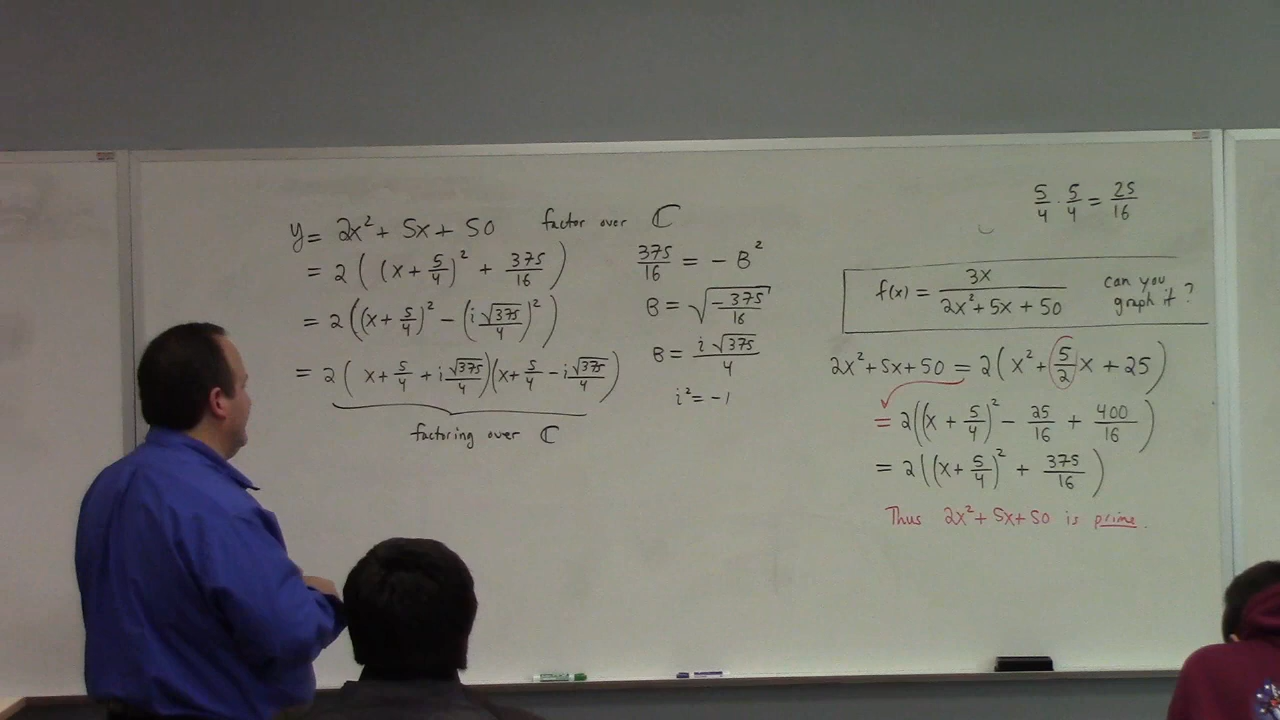 y = 2x² + 5x + 50 factor over ℂ
= 2((x + 5/4)² + 375/16)
= 2((x + 5/4)² − (i√375/4)²)
= 2(x + 5/4 + i√375/4)(x + 5/4 − i√375/4)
factoring over ℂ
375/16 = − B²
B = √(−375/16)
B = i√375/4
i² = −1
5/4 · 5/4 = 25/16
f(x) = 3x/(2x² + 5x + 50) can you graph it?
2x² + 5x + 50 = 2(x² + 5/2 x + 25)
= 2((x + 5/4)² − 25/16 + 400/16)
= 2((x + 5/4)² + 375/16)
Thus 2x² + 5x + 50 is prime.